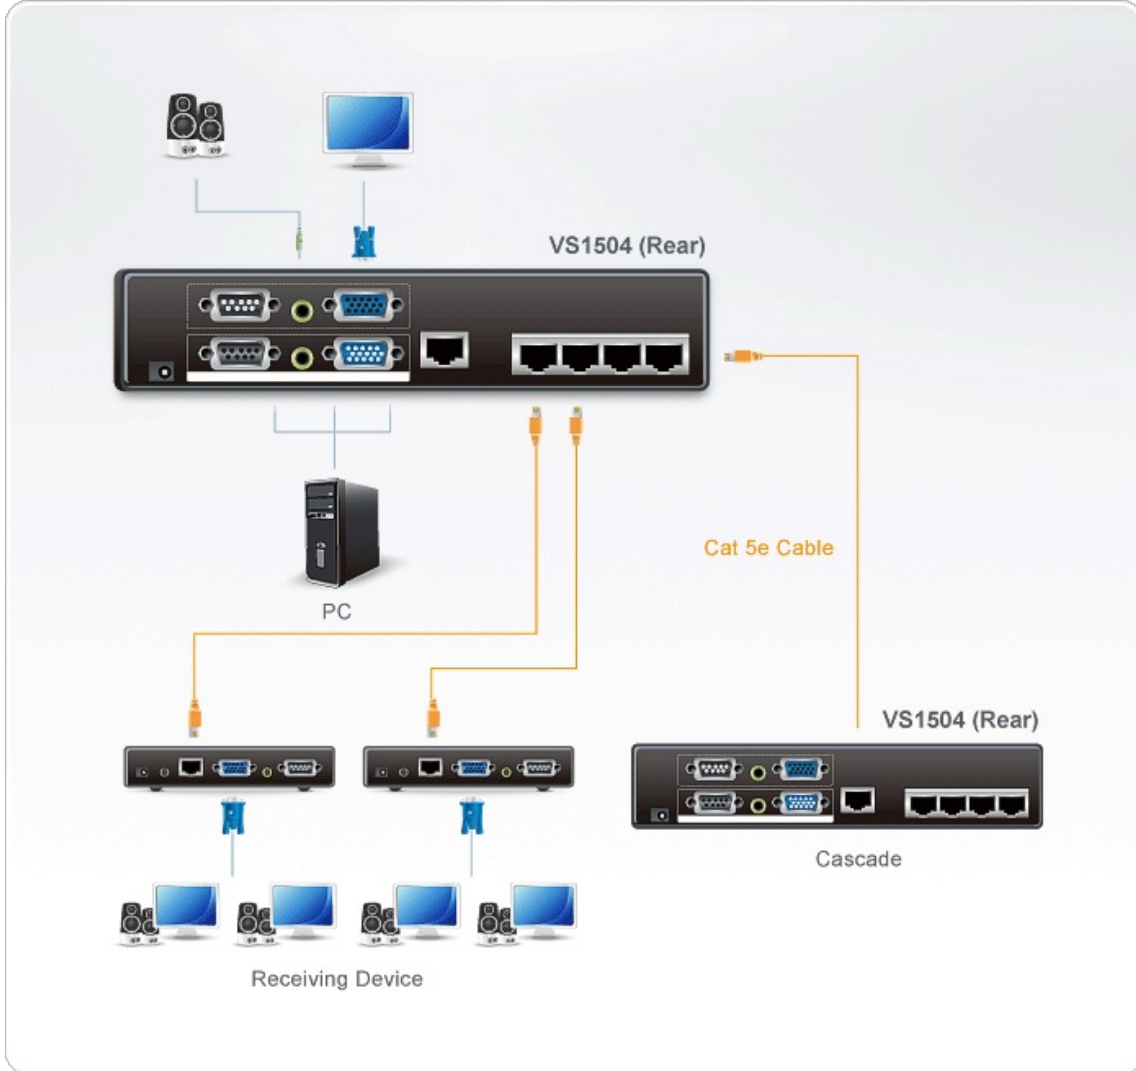 VS1504 (Rear)
Cat 5e Cable
PC
VS1504 (Rear)
Cascade
Receiving Device